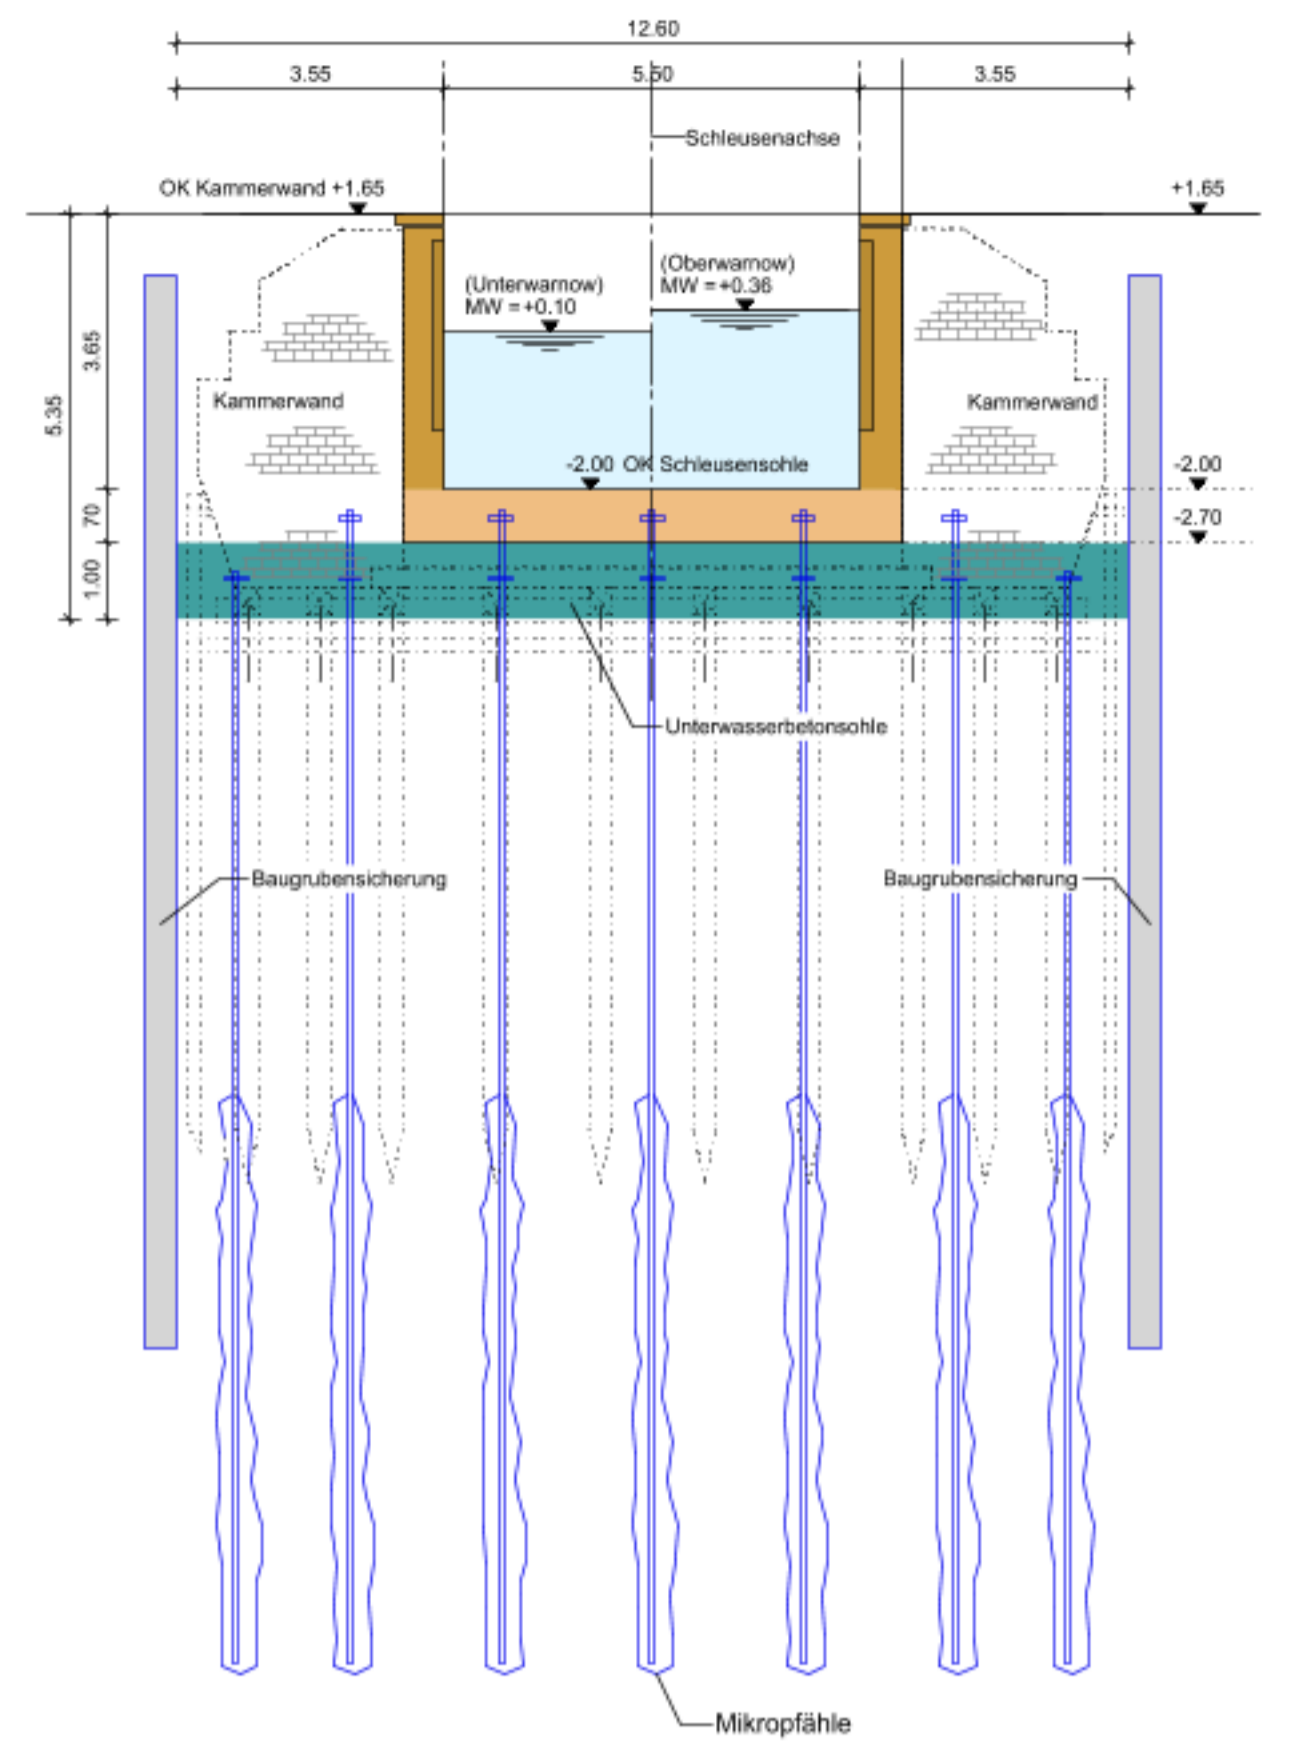 12.60
3.55
5.50
3.55
Schleusenachse
OK Kammerwand +1.65
+1.65
(Oberwarnow)
MW =+0.36
(Unterwarnow)
MW =+0.10
3.65
5.35
Kammerwand
Kammerwand
-2.00 OK Schleusensohle
-2.00
70
-2.70
1.00
Unterwasserbetonsohle
Baugrubensicherung
Baugrubensicherung
Mikropfähle